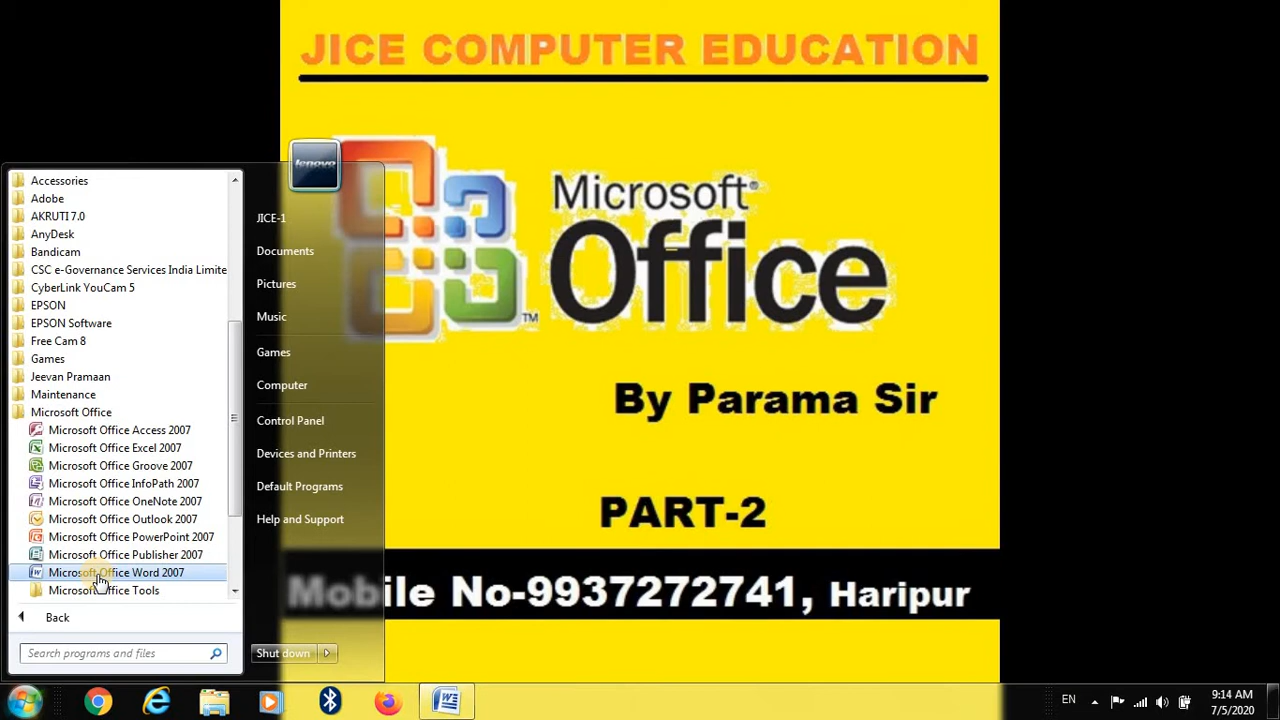 JICE COMPUTER EDUCATION
Microsoft®
Office
TM
By Parama Sir
PART-2
Mobile No-9937272741, Haripur
lenovo
Accessories
Adobe
AKRUTI 7.0
AnyDesk
Bandicam
CSC e-Governance Services India Limite
CyberLink YouCam 5
EPSON
EPSON Software
Free Cam 8
Games
Jeevan Pramaan
Maintenance
Microsoft Office
Microsoft Office Access 2007
Microsoft Office Excel 2007
Microsoft Office Groove 2007
Microsoft Office InfoPath 2007
Microsoft Office OneNote 2007
Microsoft Office Outlook 2007
Microsoft Office PowerPoint 2007
Microsoft Office Publisher 2007
Microsoft Office Word 2007
Microsoft Office Tools
Back
Search programs and files
JICE-1
Documents
Pictures
Music
Games
Computer
Control Panel
Devices and Printers
Default Programs
Help and Support
Shut down
EN
9:14 AM
7/5/2020